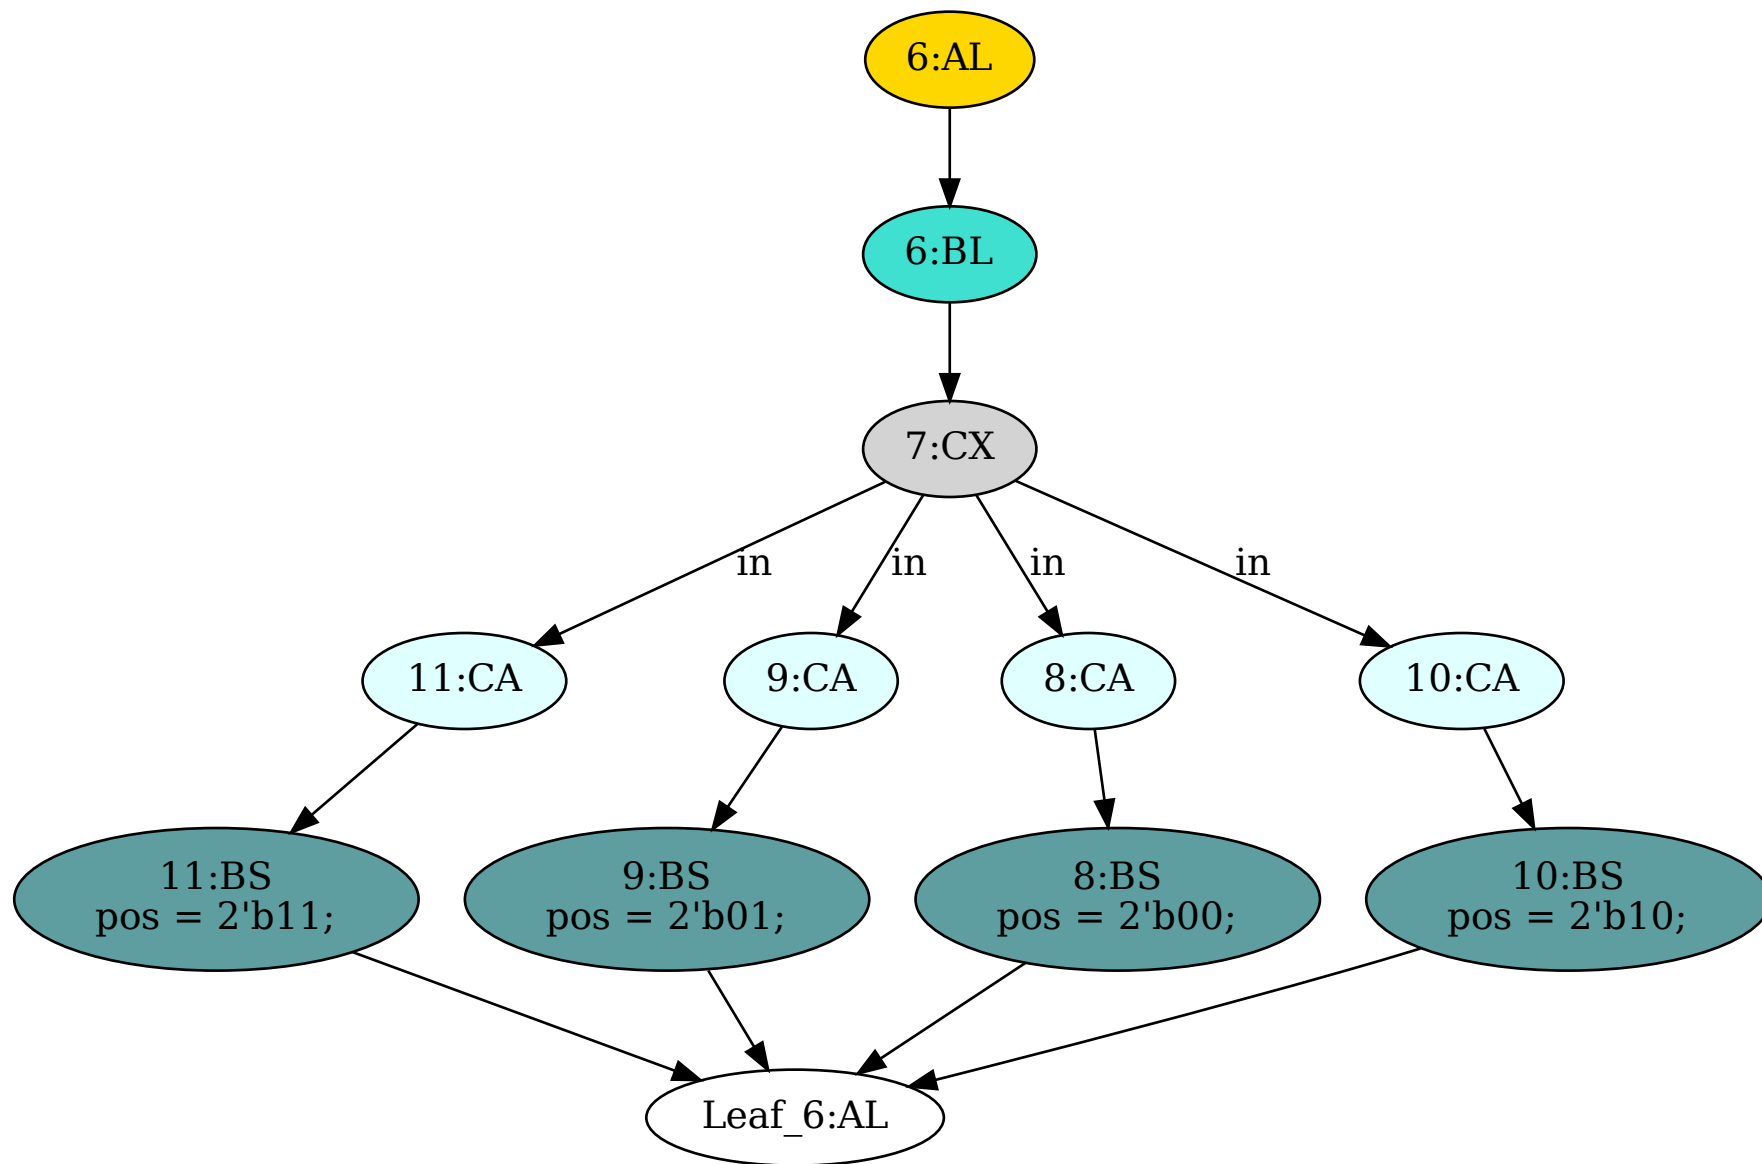 6:AL
6:BL
7:CX
in
in
in
in
11:CA
9:CA
8:CA
10:CA
11:BS
pos = 2'b11;
9:BS
pos = 2'b01;
8:BS
pos = 2'b00;
10:BS
pos = 2'b10;
Leaf_6:AL